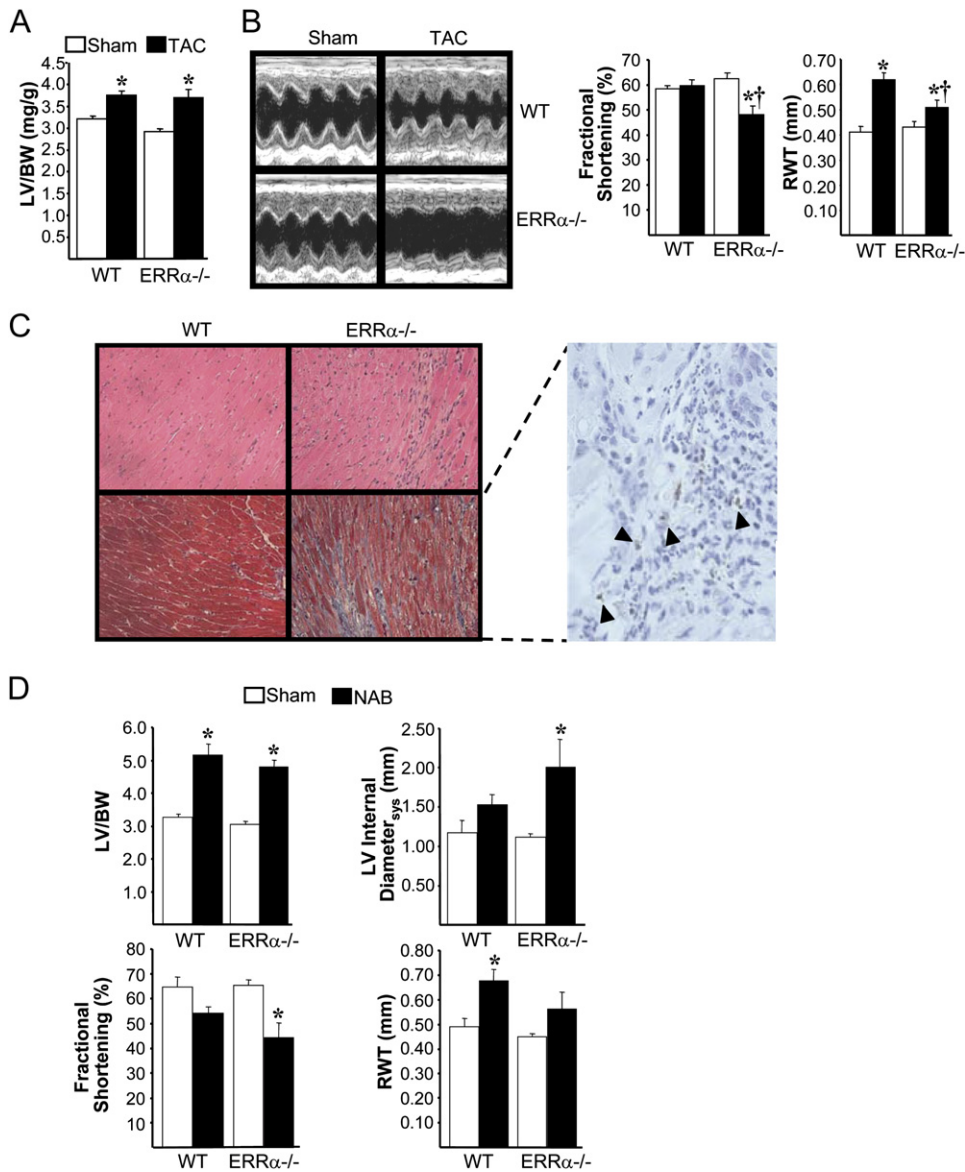 A
Sham TAC
LV/BW (mg/g)
4.0
3.5
3.0
2.5
2.0
1.5
1.0
0.5
* *
WT ERRα-/-
B
Sham TAC
WT
ERRα-/-
Fractional
Shortening (%)
70
60
50
40
30
20
10
*†
WT ERRα-/-
RWT (mm)
0.70
0.60
0.50
0.40
0.30
0.20
0.10
* *†
WT ERRα-/-
C
WT ERRα-/-
D
Sham NAB
LV/BW
6.0
5.0
4.0
3.0
2.0
1.0
* *
WT ERRα-/-
LV Internal
Diametersys (mm)
2.50
2.00
1.50
1.00
0.50
*
WT ERRα-/-
Fractional
Shortening (%)
80
70
60
50
40
30
20
10
*
WT ERRα-/-
RWT (mm)
0.80
0.70
0.60
0.50
0.40
0.30
0.20
0.10
*
WT ERRα-/-